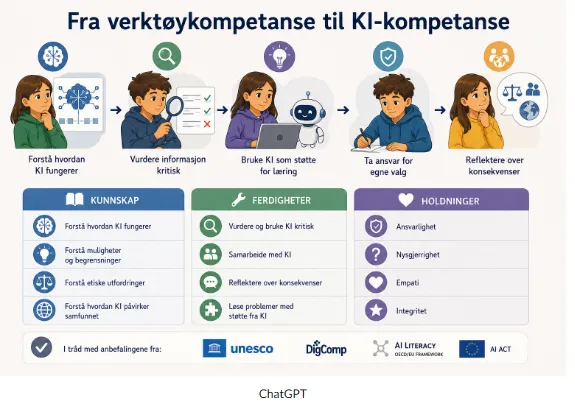 Fra verktøykompetanse til KI-kompetanse
Forstå hvordan
KI fungerer
Vurdere informasjon
kritisk
Bruke KI som støtte
for læring
Ta ansvar for
egne valg
Reflektere over
konsekvenser
KUNNSKAP
Forstå hvordan KI fungerer
Forstå muligheter
og begrensninger
Forstå etiske utfordringer
Forstå hvordan KI påvirker
samfunnet
FERDIGHETER
Vurdere og bruke KI kritisk
Samarbeide med KI
Reflektere over konsekvenser
Løse problemer med
støtte fra KI
HOLDNINGER
Ansvarlighet
Nysgjerrighet
Empati
Integritet
I tråd med anbefalingene fra:
unesco
DigComp
AI LITERACY
OECD/EU FRAMEWORK
AI ACT
ChatGPT